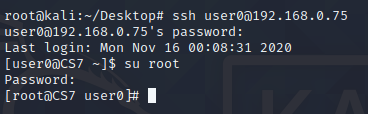 root@kali:~/Desktop# ssh user0@192.168.0.75
user0@192.168.0.75's password:
Last login: Mon Nov 16 00:08:31 2020
[user0@CS7 ~]$ su root
Password:
[root@CS7 user0]#